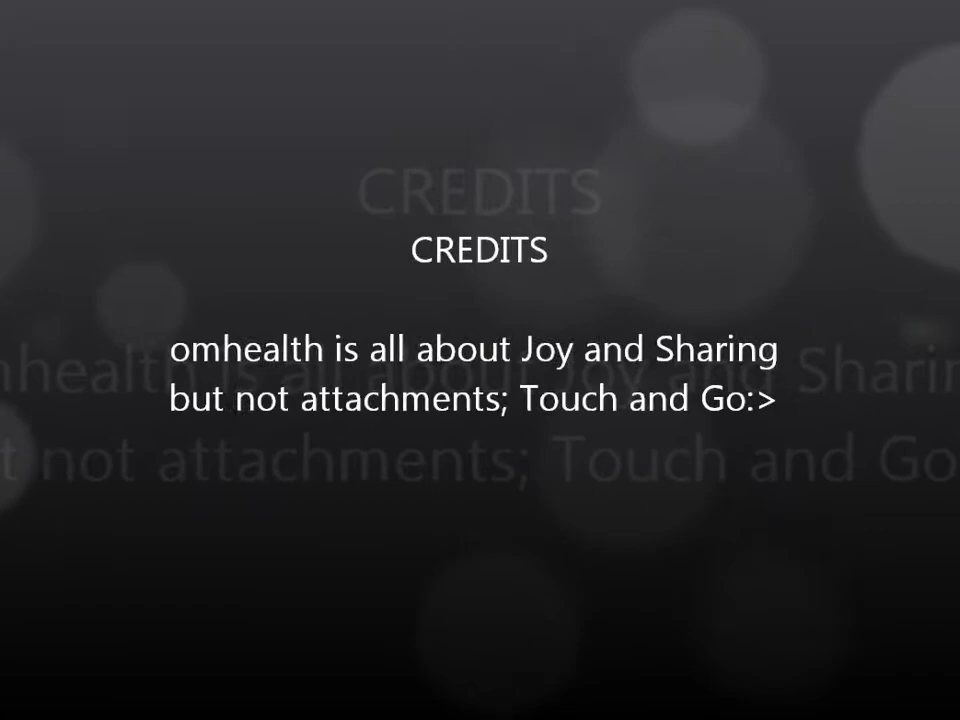 CREDITS
omhealth is all about Joy and Sharing
but not attachments; Touch and Go:>